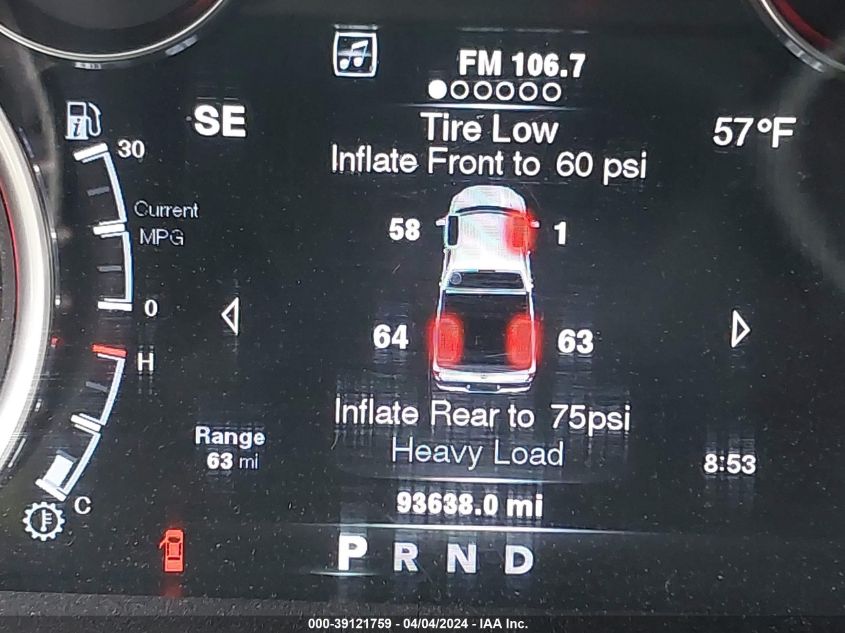 FM 106.7
SE
Tire Low
57°F
Inflate Front to 60 psi
30
Current
MPG
58 1
0
64 63
H
Inflate Rear to 75psi
Range
63 mi
Heavy Load
8:53
93638.0 mi
C
P R N D
000-39121759 - 04/04/2024 - IAA Inc.